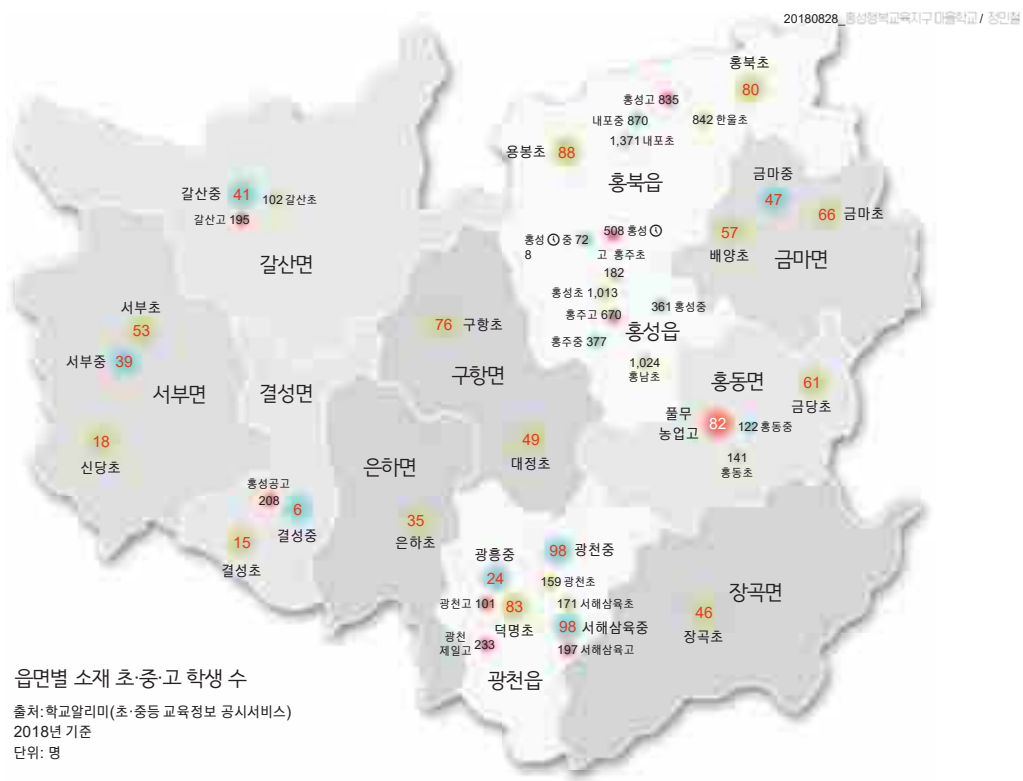 20180828_홍성행복교육지구 마을학교 / 정민철
홍북초
80
홍성고 835
내포중 870
842 한울초
1,371 내포초
용봉초 88
홍북읍
금마중
47
66 금마초
57
배양초
금마면
갈산중 41
102 갈산초
갈산고 195
갈산면
홍성 중 72
8
508 홍성
고 홍주초
182
홍성초 1,013
361 홍성중
홍주고 670
홍성읍
홍주중 377
1,024
홍남초
서부초
53
서부중 39
서부면
18
신당초
결성면
76 구항초
구항면
49
대정초
홍동면
61
금당초
풀무
농업고 82
122 홍동중
141
홍동초
은하면
35
은하초
홍성공고
208
6
결성중
15
결성초
광흥중
24
98 광천중
159 광천초
광천고 101
83
덕명초
171 서해삼육초
98 서해삼육중
광천
제일고 233
197 서해삼육고
광천읍
장곡면
46
장곡초
읍면별 소재 초·중·고 학생 수
출처:학교알리미(초·중등 교육정보 공시서비스)
2018년 기준
단위: 명